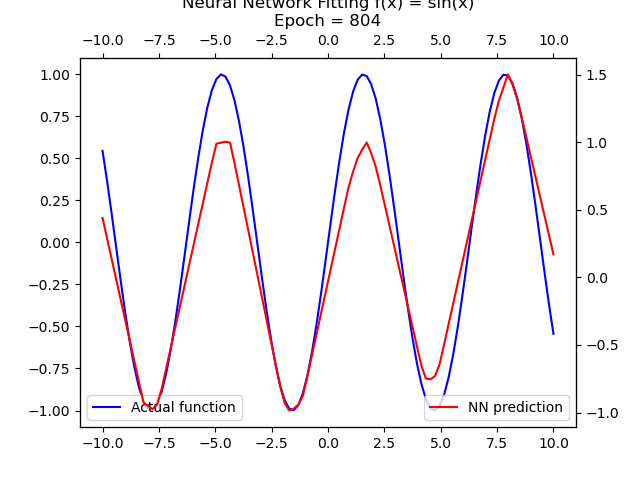 Neural Network Fitting f(x) = sin(x)
Epoch = 804
−10.0 −7.5 −5.0 −2.5 0.0 2.5 5.0 7.5 10.0
1.00
0.75
0.50
0.25
0.00
−0.25
−0.50
−0.75
−1.00
1.5
1.0
0.5
0.0
−0.5
−1.0
Actual function
NN prediction
−10.0 −7.5 −5.0 −2.5 0.0 2.5 5.0 7.5 10.0